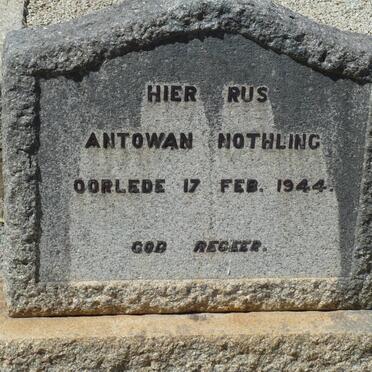 HIER RUS
ANTOWAN NOTHLING
OORLEDE 17 FEB. 1944.
GOD REGEER.